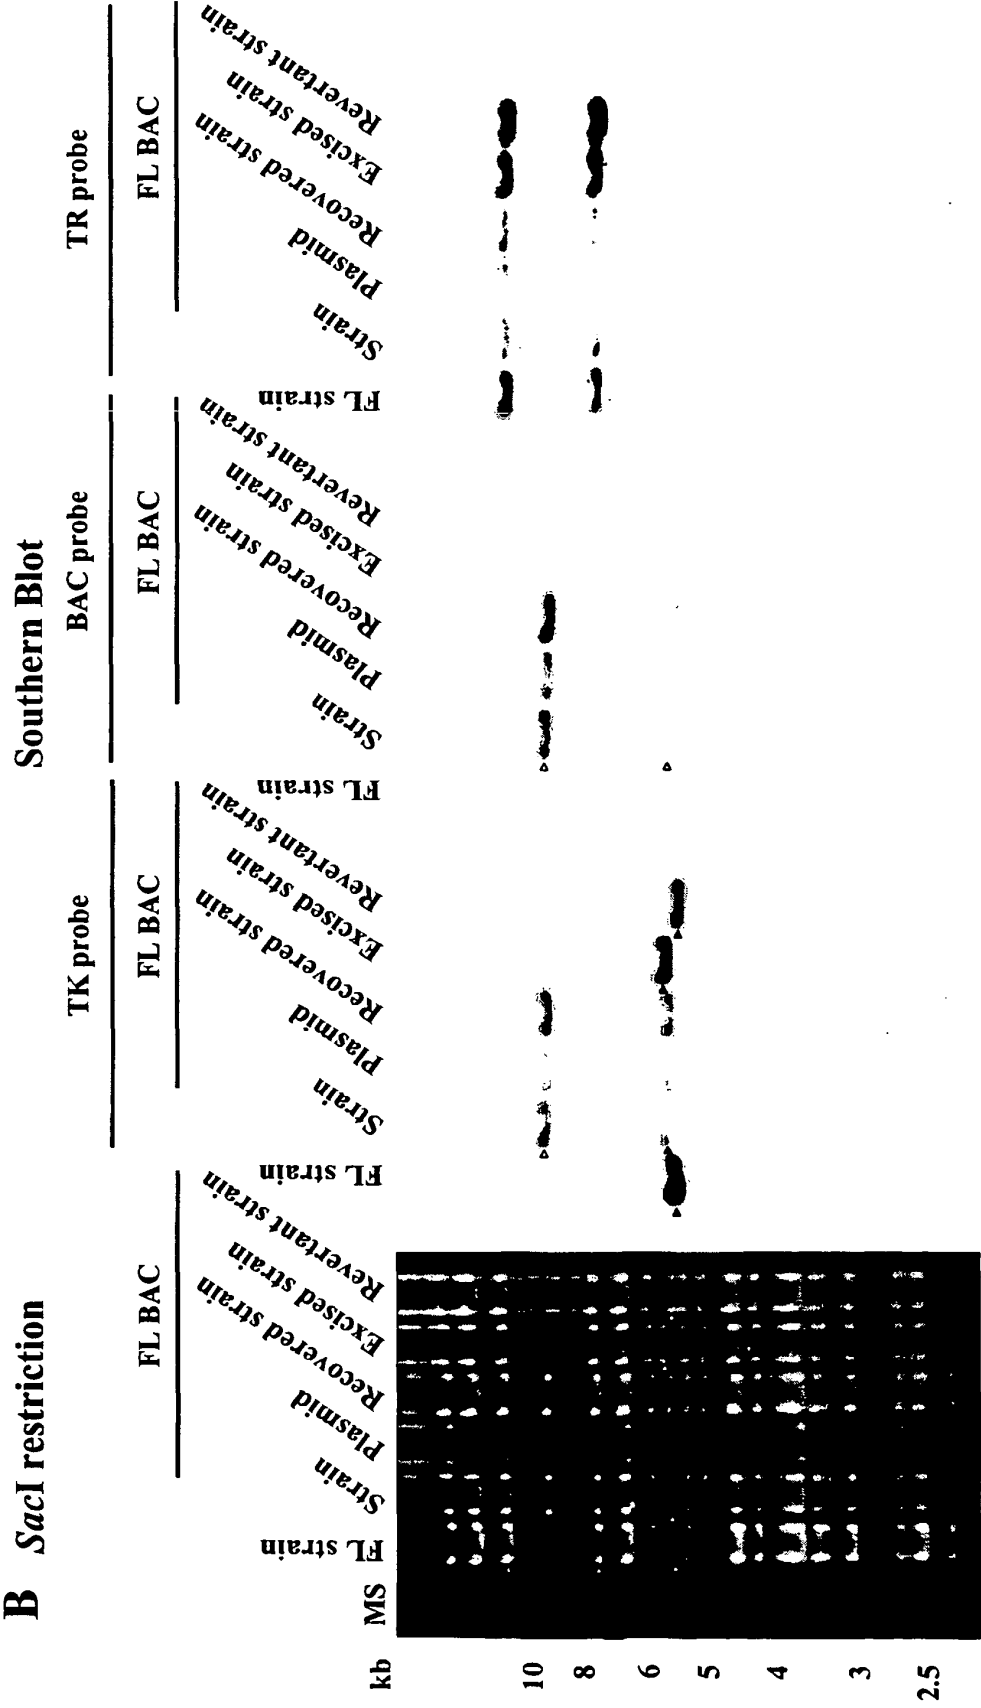 B SacI restriction
Southern Blot
TK probe
BAC probe
TR probe
FL BAC
FL BAC
FL BAC
FL BAC
kb
MS
FL strain
Strain
Plasmid
Recovered strain
Excised strain
Revertant strain
FL strain
Strain
Plasmid
Recovered strain
Excised strain
Revertant strain
FL strain
Strain
Plasmid
Recovered strain
Excised strain
Revertant strain
FL strain
Strain
Plasmid
Recovered strain
Excised strain
Revertant strain
10
8
6
5
4
3
2.5